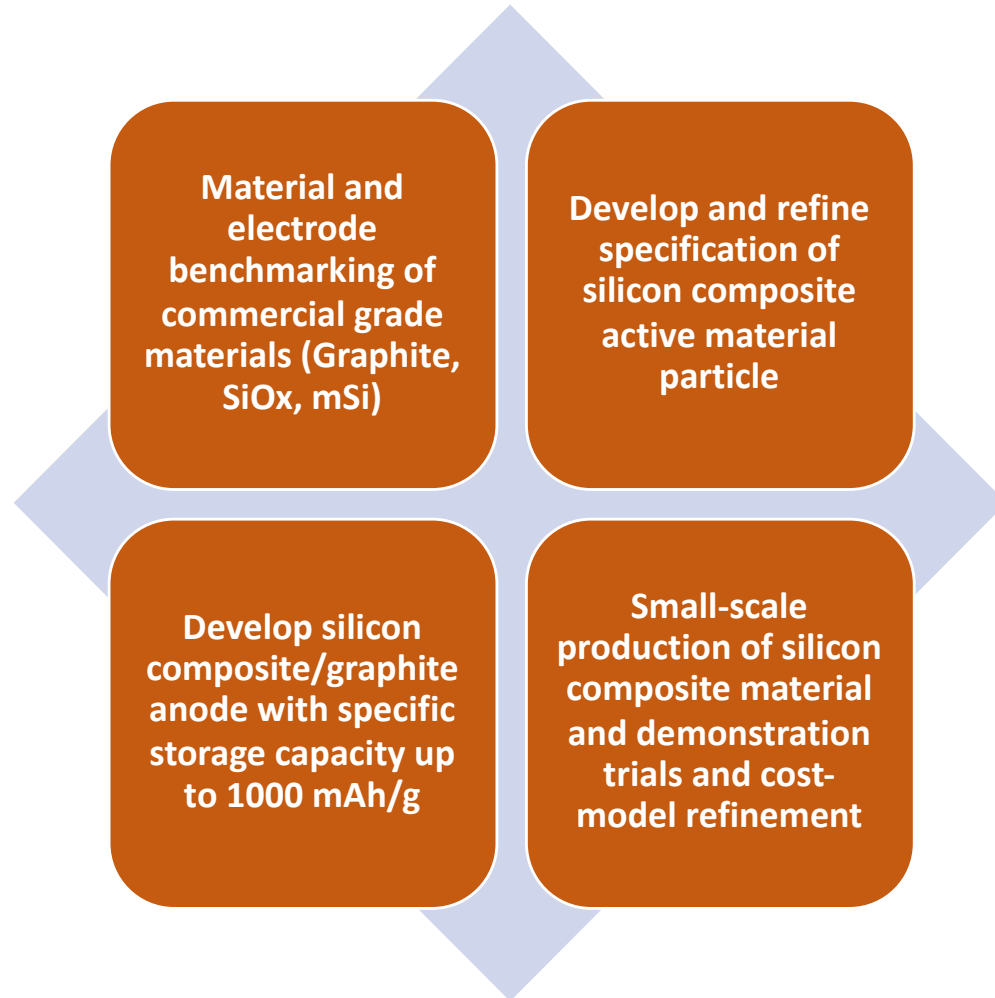 Material and
electrode
benchmarking of
commercial grade
materials (Graphite,
SiOx, mSi)
Develop and refine
specification of
silicon composite
active material
particle
Develop silicon
composite/graphite
anode with specific
storage capacity up
to 1000 mAh/g
Small-scale
production of silicon
composite material
and demonstration
trials and cost-
model refinement